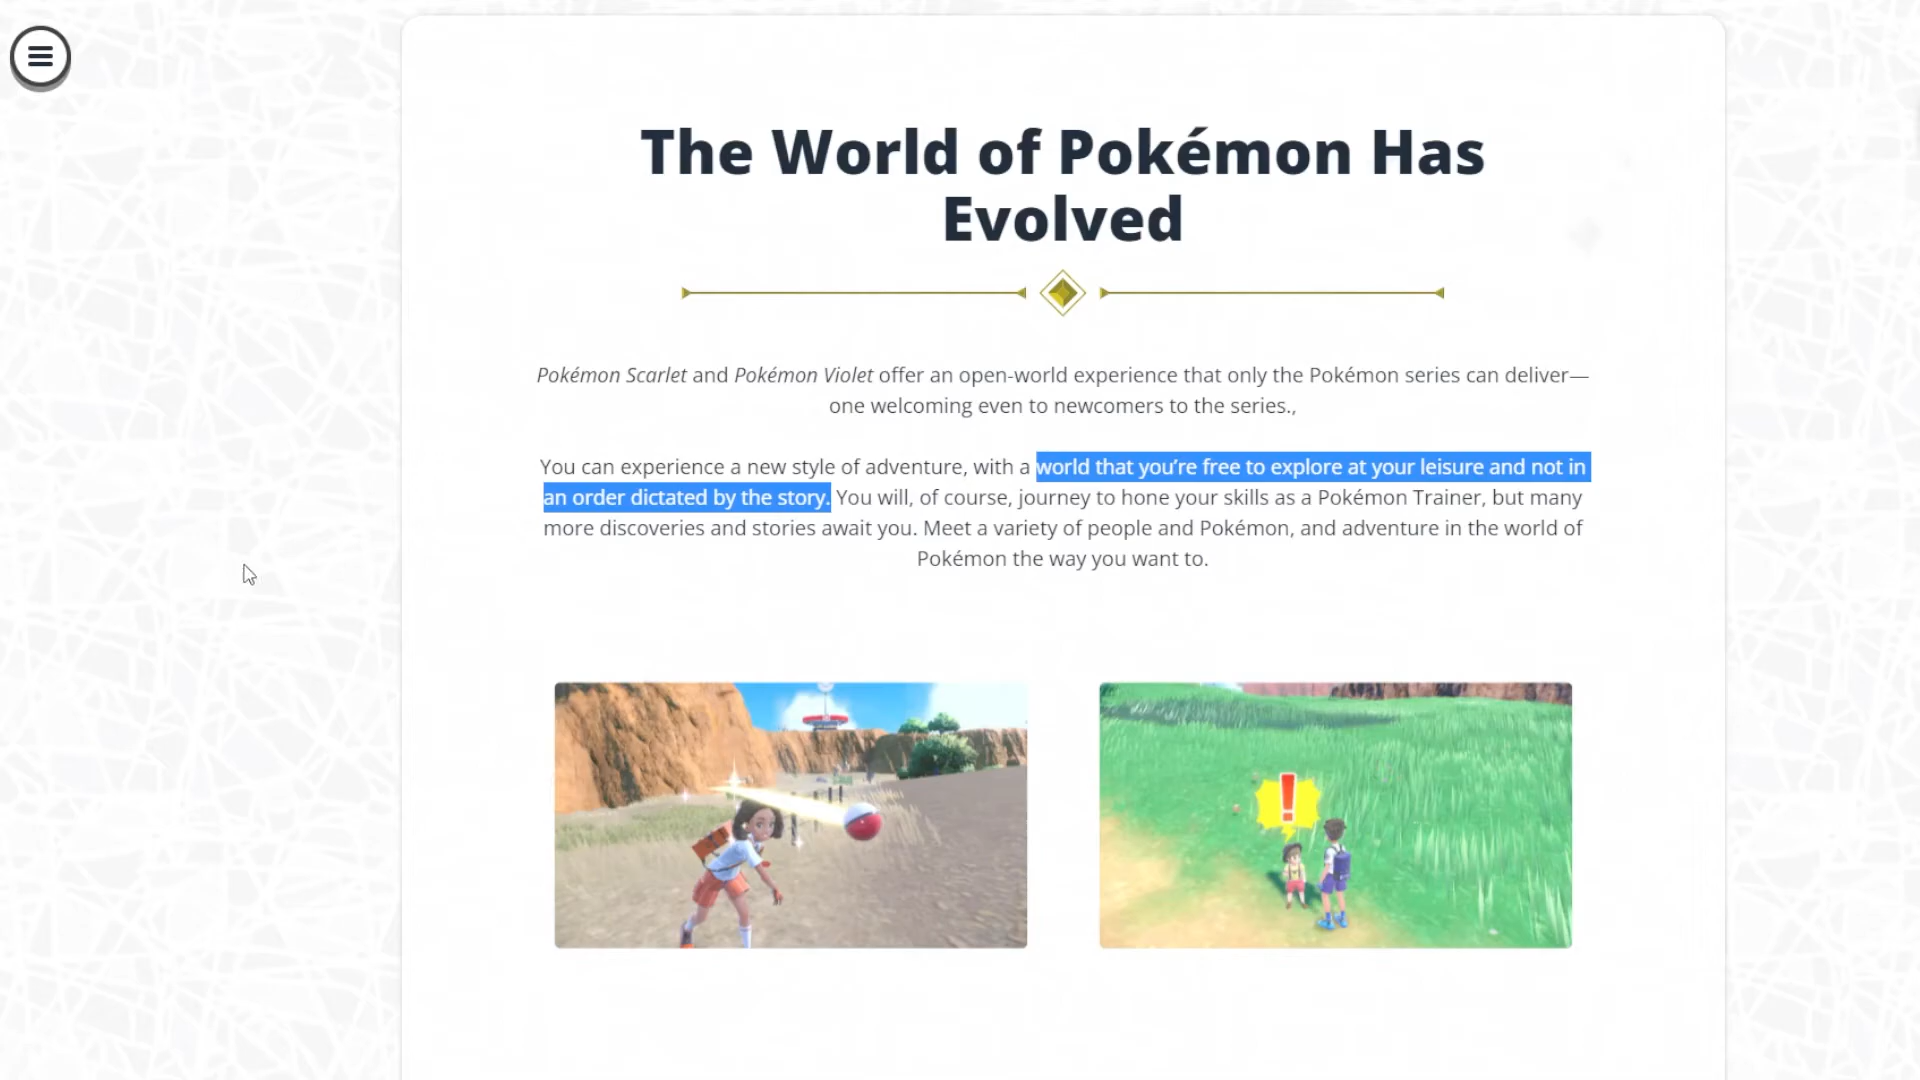 The World of Pokémon Has
Evolved
Pokémon Scarlet and Pokémon Violet offer an open-world experience that only the Pokémon series can deliver—
one welcoming even to newcomers to the series.,
You can experience a new style of adventure, with a world that you’re free to explore at your leisure and not in
an order dictated by the story. You will, of course, journey to hone your skills as a Pokémon Trainer, but many
more discoveries and stories await you. Meet a variety of people and Pokémon, and adventure in the world of
Pokémon the way you want to.
!